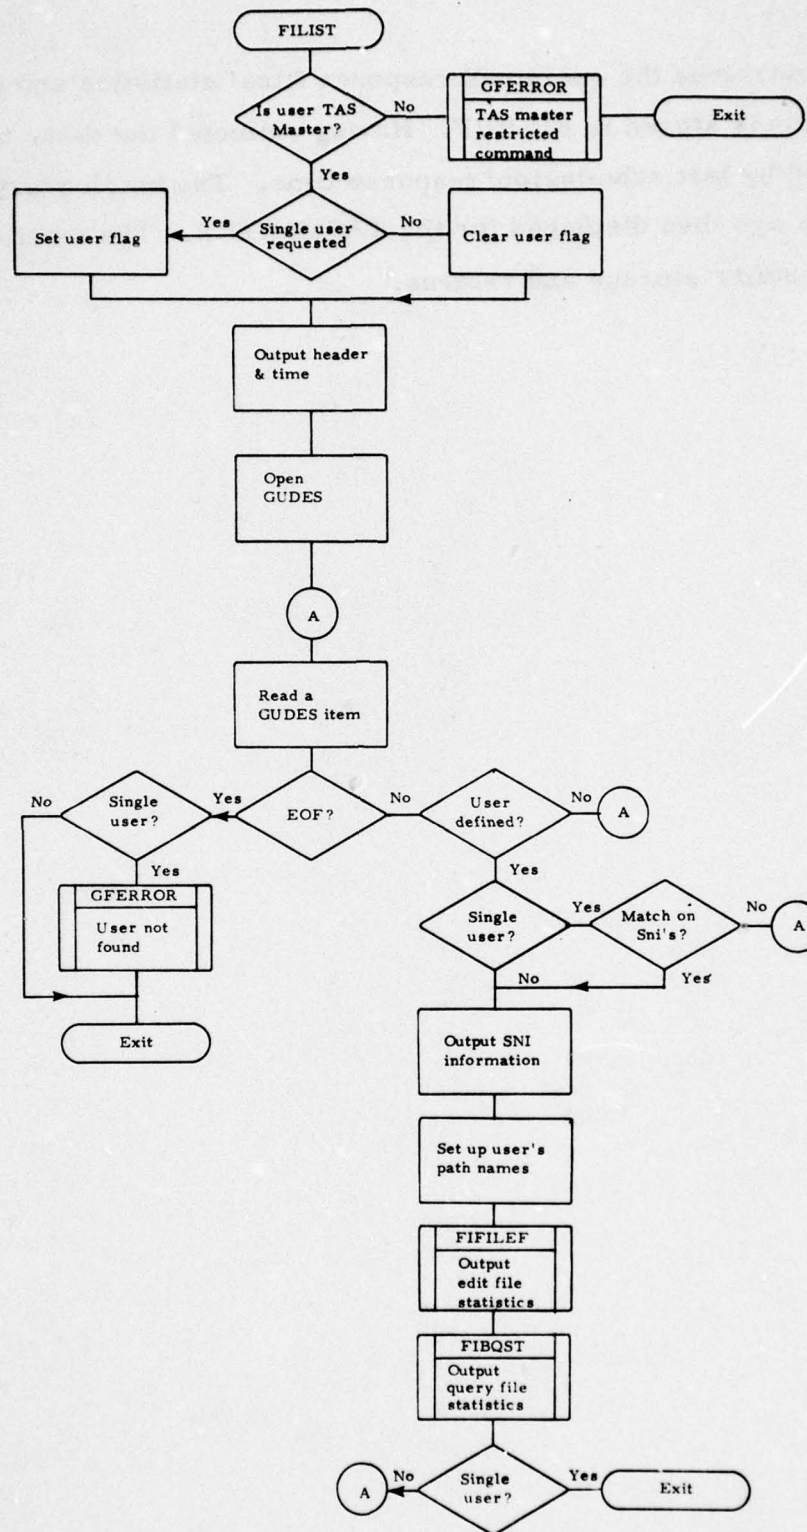 FILIST
Is user TAS
Master?
No
GFERROR
TAS master
restricted
command
Exit
Yes
Set user flag
Yes
Single user
requested
No
Clear user flag
Output header
& time
Open
GUDES
A
Read a
GUDES item
No
Single
user?
Yes
EOF?
No
User
defined?
No
A
Yes
GFERROR
User not
found
Exit
Yes
Single
user?
Yes
Match on
Sni's?
No
A
No
Yes
Output SNI
information
Set up user's
path names
FIFILEF
Output
edit file
statistics
FIBQST
Output
query file
statistics
A
No
Single
user?
Yes
Exit